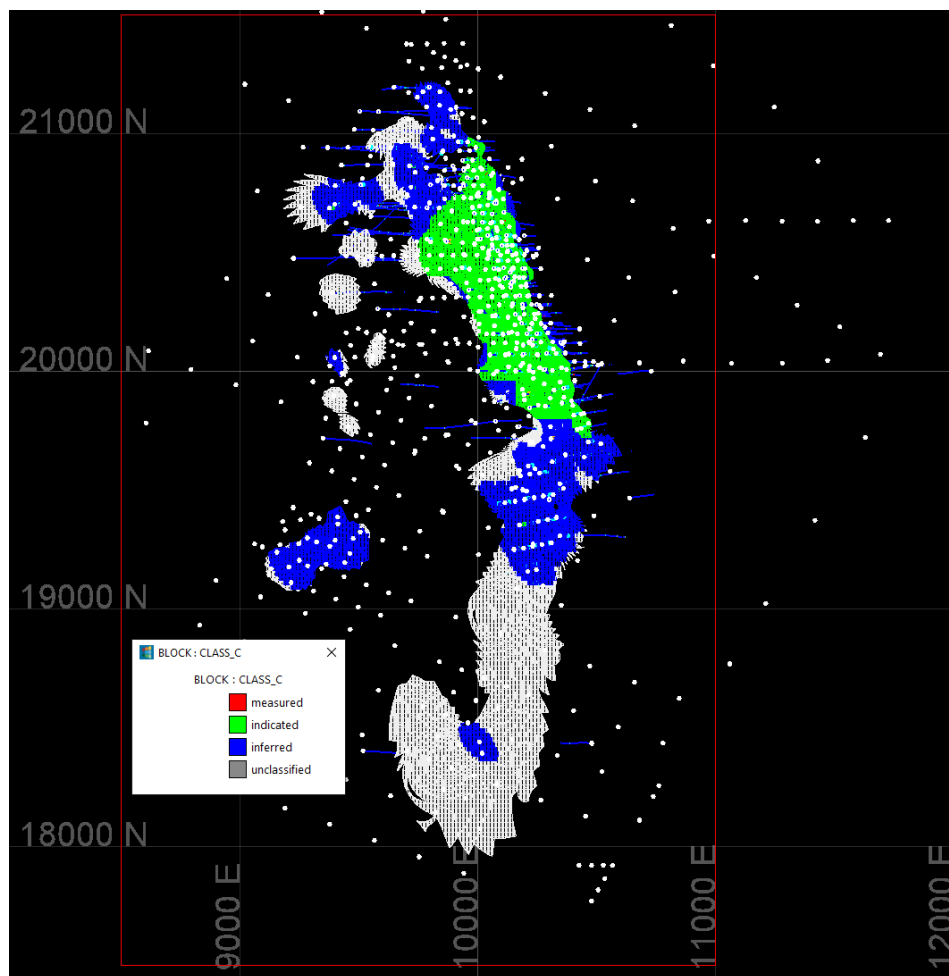 21000 N
20000 N
19000 N
BLOCK : CLASS_C
BLOCK : CLASS_C
measured
indicated
inferred
unclassified
18000 N
9000 E
10000 E
11000 E
12000 E